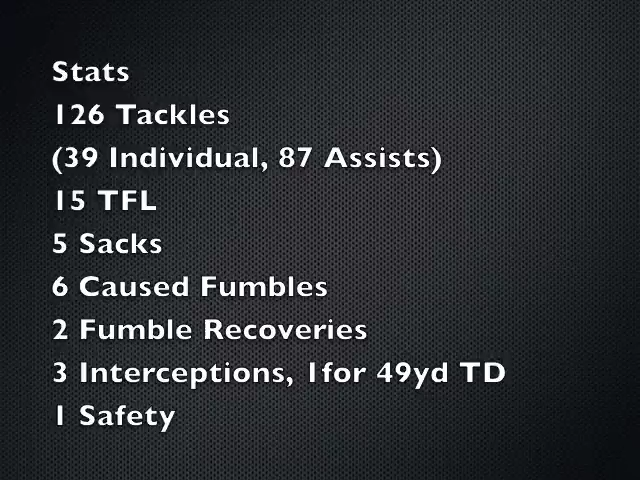 Stats
126 Tackles
(39 Individual, 87 Assists)
15 TFL
5 Sacks
6 Caused Fumbles
2 Fumble Recoveries
3 Interceptions, 1for 49yd TD
1 Safety